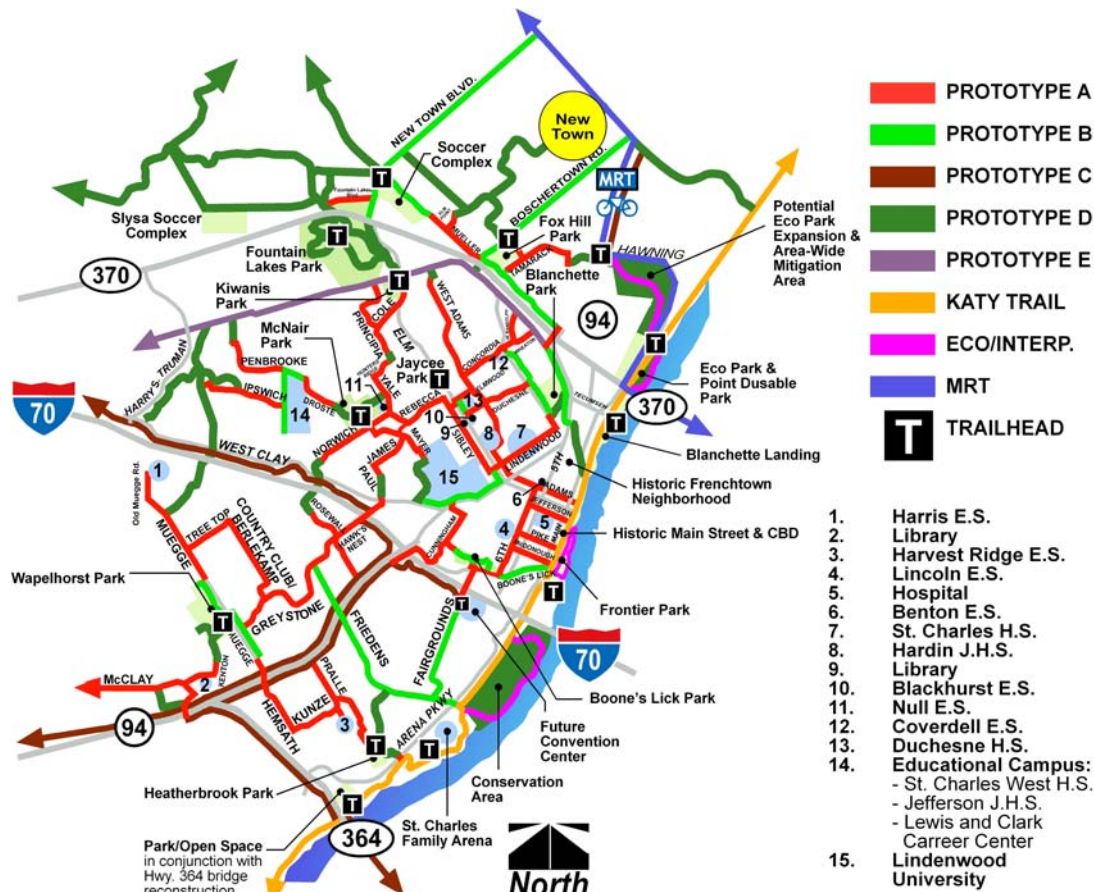 NEW TOWN BLVD.
New
Town
Soccer
Complex
BOSCHERTOWN RD.
MRT
Slysa Soccer
Complex
MUELLER
Fox Hill
Park
TAMARACK
HAWNING
Potential
Eco Park
Expansion &
Area-Wide
Mitigation
Area
T
T
T
T
370
Fountain
Lakes Park
Kiwanis
Park
T
COLE
WEST ADAMS
Blanchette
Park
94
McNair
Park
PRINCIPIA
ELM
CONCORDIA
12
T
Eco Park &
Point Dusable
Park
HARRY S. TRUMAN
PENBROOKE
Jaycee
Park
T
YALE
11
ELMWOOD
TECUMSEH
370
70
IPSWICH
14
DROSTE
T
REBECCA
10
13
DUCHESNE
T
Blanchette Landing
NORWICH
9
SIBLEY
8
7
WEST CLAY
JAMES
MAYER
LINDENWOOD
5TH
Historic Frenchtown
Neighborhood
1
Old Muegge Rd.
PAUL
15
6
ADAMS
JEFFERSON
TREE TOP
COUNTRY CLUB/
BERLEKAMP
ROSEWALL
HAWK'S
NEST
CUNNINGHAM
4
6TH
5
PIKE
MAIN
McDONOUGH
Historic Main Street & CBD
MUEGGE
BOONE'S LICK
Wapelhorst Park
T
GREYSTONE
T
Frontier Park
FRIEDENS
FAIRGROUNDS
T
70
MUEGGE
Boone's Lick Park
McCLAY
KENTON
2
PRALLE
HEMSATH
KUNZE
3
ARENA PKWY
Future
Convention
Center
94
T
T
Conservation
Area
Heatherbrook Park
T
364
St. Charles
Family Arena
Park/Open Space
in conjunction with
Hwy. 364 bridge
reconstruction
North
PROTOTYPE A
PROTOTYPE B
PROTOTYPE C
PROTOTYPE D
PROTOTYPE E
KATY TRAIL
ECO/INTERP.
MRT
T TRAILHEAD
1. Harris E.S.
2. Library
3. Harvest Ridge E.S.
4. Lincoln E.S.
5. Hospital
6. Benton E.S.
7. St. Charles H.S.
8. Hardin J.H.S.
9. Library
10. Blackhurst E.S.
11. Null E.S.
12. Coverdell E.S.
13. Duchesne H.S.
14. Educational Campus:
- St. Charles West H.S.
- Jefferson J.H.S.
- Lewis and Clark
Carreer Center
15. Lindenwood
University